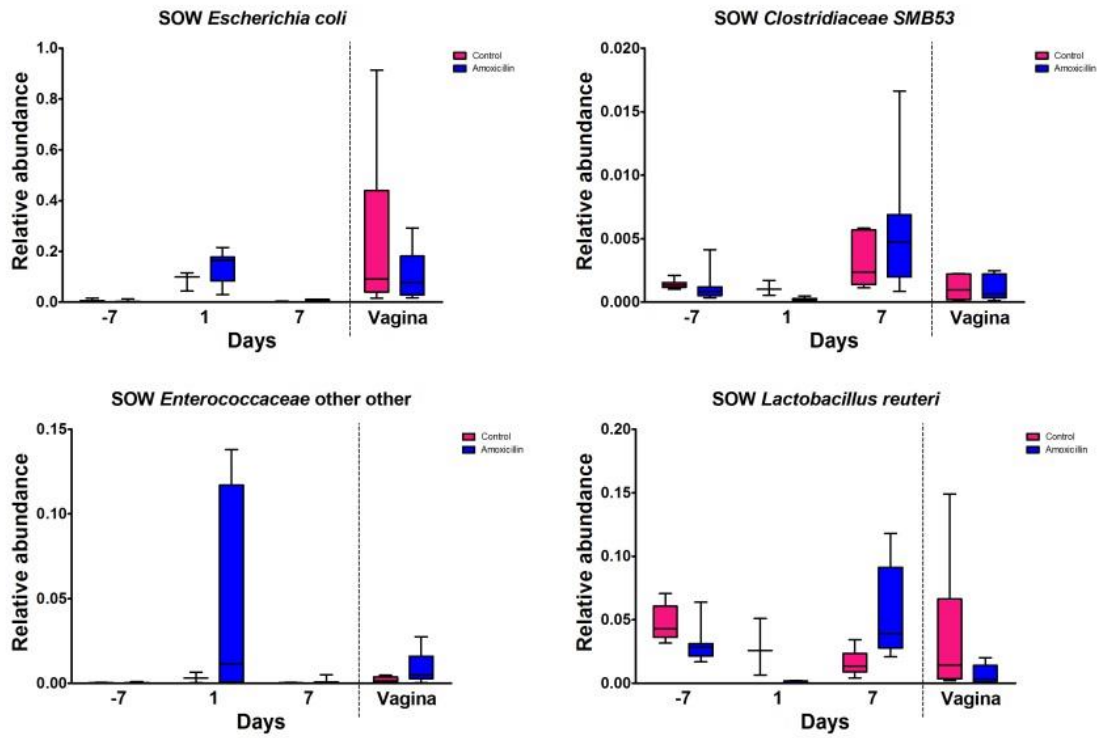 SOW Escherichia coli
Control
Amoxicillin
Relative abundance
1.0
0.8
0.6
0.4
0.2
0.0
-7 1 7 Vagina
Days
SOW Clostridiaceae SMB53
Control
Amoxicillin
Relative abundance
0.020
0.015
0.010
0.005
0.000
-7 1 7 Vagina
Days
SOW Enterococcaceae other other
Control
Amoxicillin
Relative abundance
0.15
0.10
0.05
0.00
-7 1 7 Vagina
Days
SOW Lactobacillus reuteri
Control
Amoxicillin
Relative abundance
0.20
0.15
0.10
0.05
0.00
-7 1 7 Vagina
Days